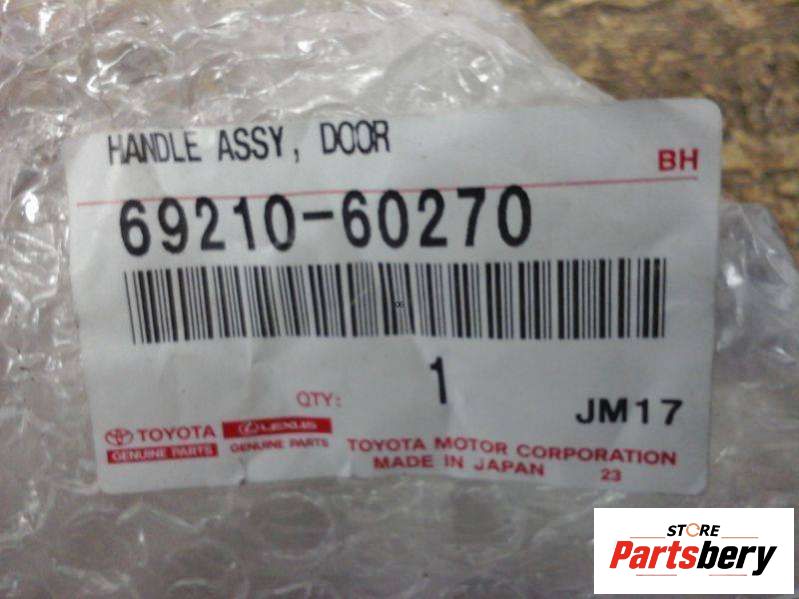 HANDLE ASSY, DOOR
BH
69210-60270
QTY: 1
JM17
TOYOTA
GENUINE PARTS
LEXUS
GENUINE PARTS
TOYOTA MOTOR CORPORATION
MADE IN JAPAN 23
STORE
Partsbery